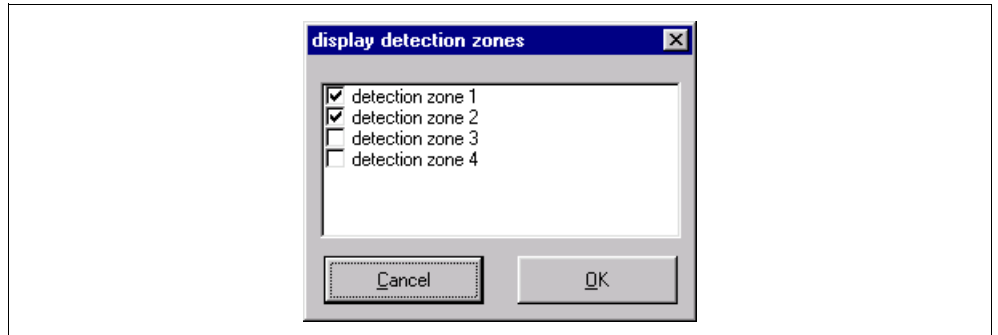 display detection zones
detection zone 1
detection zone 2
detection zone 3
detection zone 4
Cancel OK